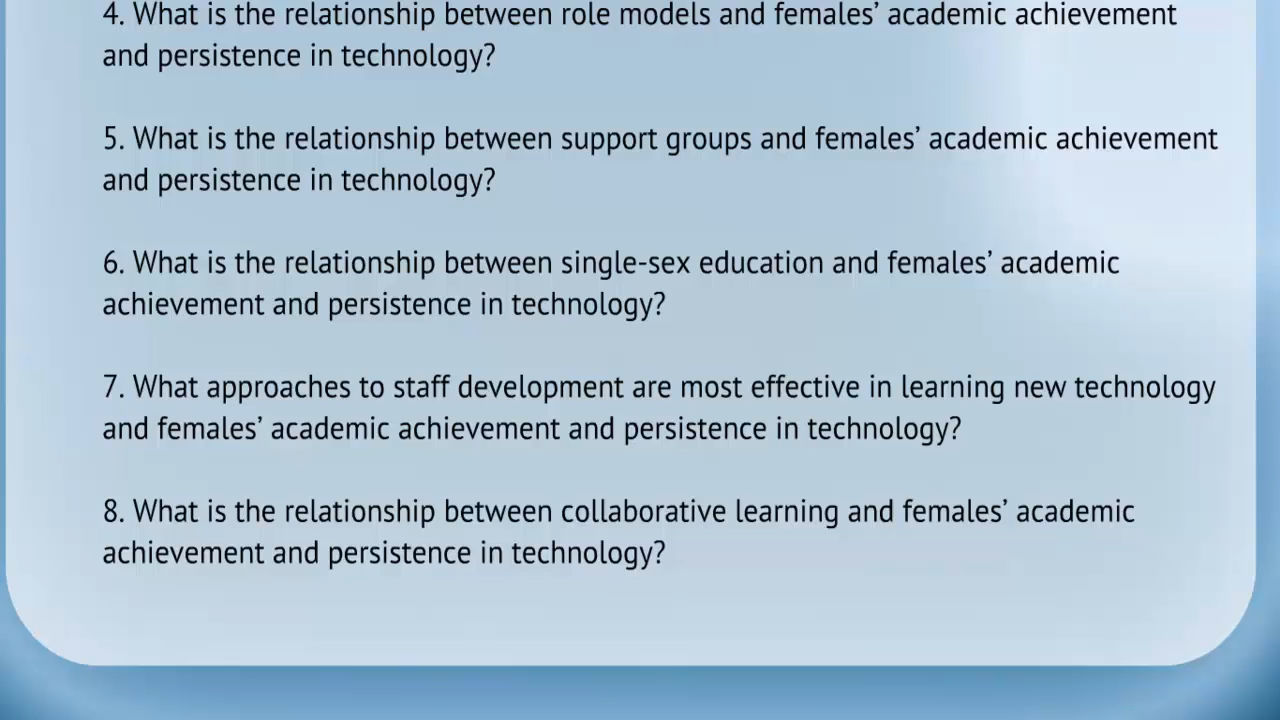 4. What is the relationship between role models and females’ academic achievement
and persistence in technology?
5. What is the relationship between support groups and females’ academic achievement
and persistence in technology?
6. What is the relationship between single-sex education and females’ academic
achievement and persistence in technology?
7. What approaches to staff development are most effective in learning new technology
and females’ academic achievement and persistence in technology?
8. What is the relationship between collaborative learning and females’ academic
achievement and persistence in technology?